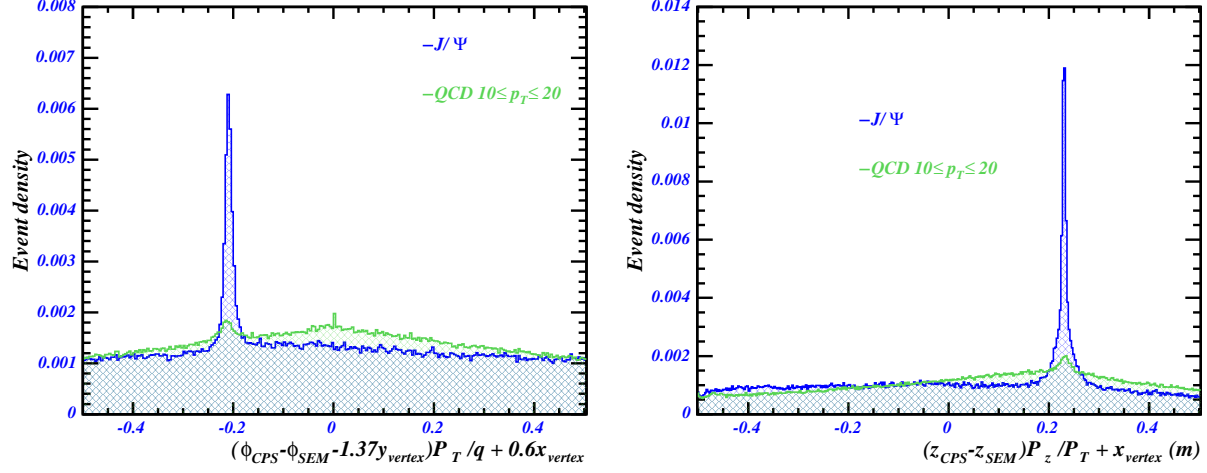 0.008
0.007
0.006
0.005
0.004
0.003
0.002
0.001
0
Event density
–J/Ψ
–QCD 10≤p_T≤20
-0.4 -0.2 0 0.2 0.4
(ϕ_CPS-ϕ_SEM-1.37y_vertex)P_T/q + 0.6x_vertex
0.014
0.012
0.01
0.008
0.006
0.004
0.002
0
Event density
–J/Ψ
–QCD 10≤p_T≤20
-0.4 -0.2 0 0.2 0.4
(z_CPS-z_SEM)P_z/P_T + x_vertex (m)